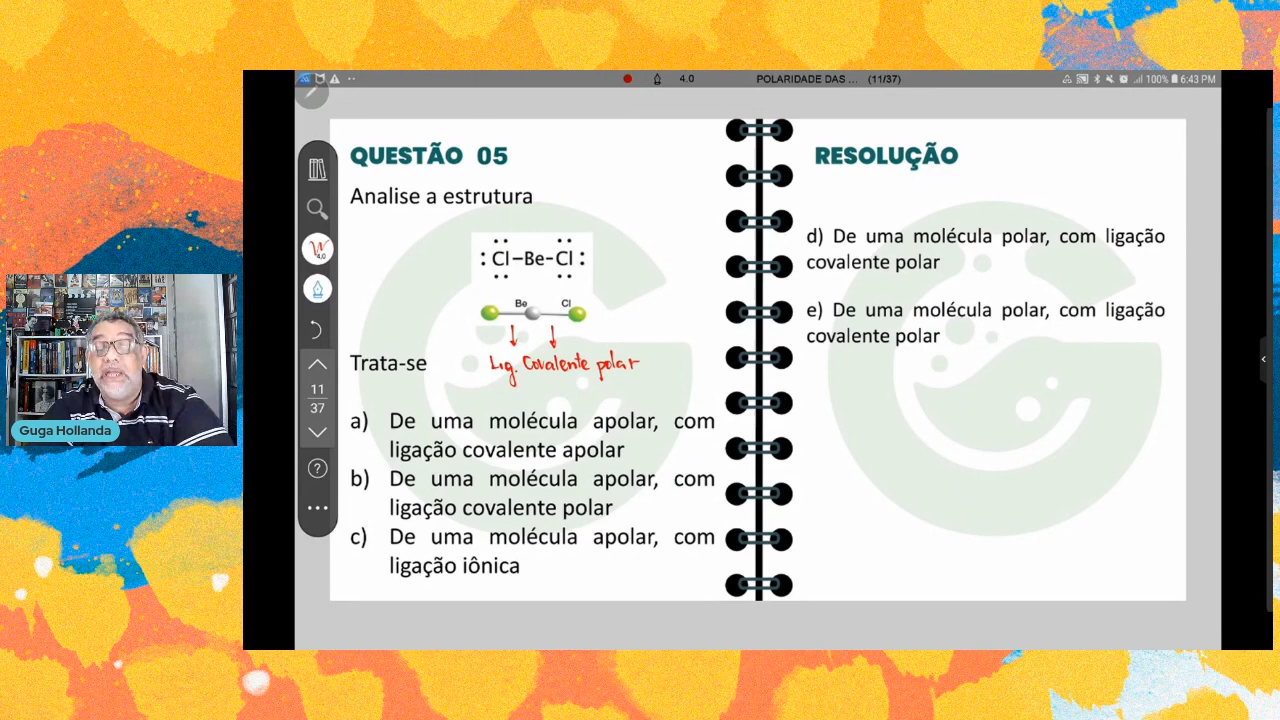 4.0
POLARIDADE DAS ... (11/37)
100% 6:43 PM
QUESTÃO 05
Analise a estrutura
Cl–Be–Cl
Be Cl
Lig. Covalente polar
Trata-se
a) De uma molécula apolar, com
ligação covalente apolar
b) De uma molécula apolar, com
ligação covalente polar
c) De uma molécula apolar, com
ligação iônica
RESOLUÇÃO
d) De uma molécula polar, com ligação
covalente polar
e) De uma molécula polar, com ligação
covalente polar
4,0
11
37
Guga Hollanda